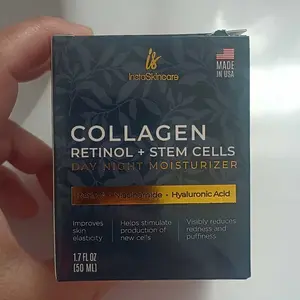 is
InstaSkincare
MADE
IN USA
COLLAGEN
RETINOL + STEM CELLS
DAY NIGHT MOISTURIZER
Hyaluronic Acid
Improves
skin
elasticity
Helps stimulate
production of
new cells
Visibly reduces
redness and
puffiness
1.7 FL OZ
(50 ML)